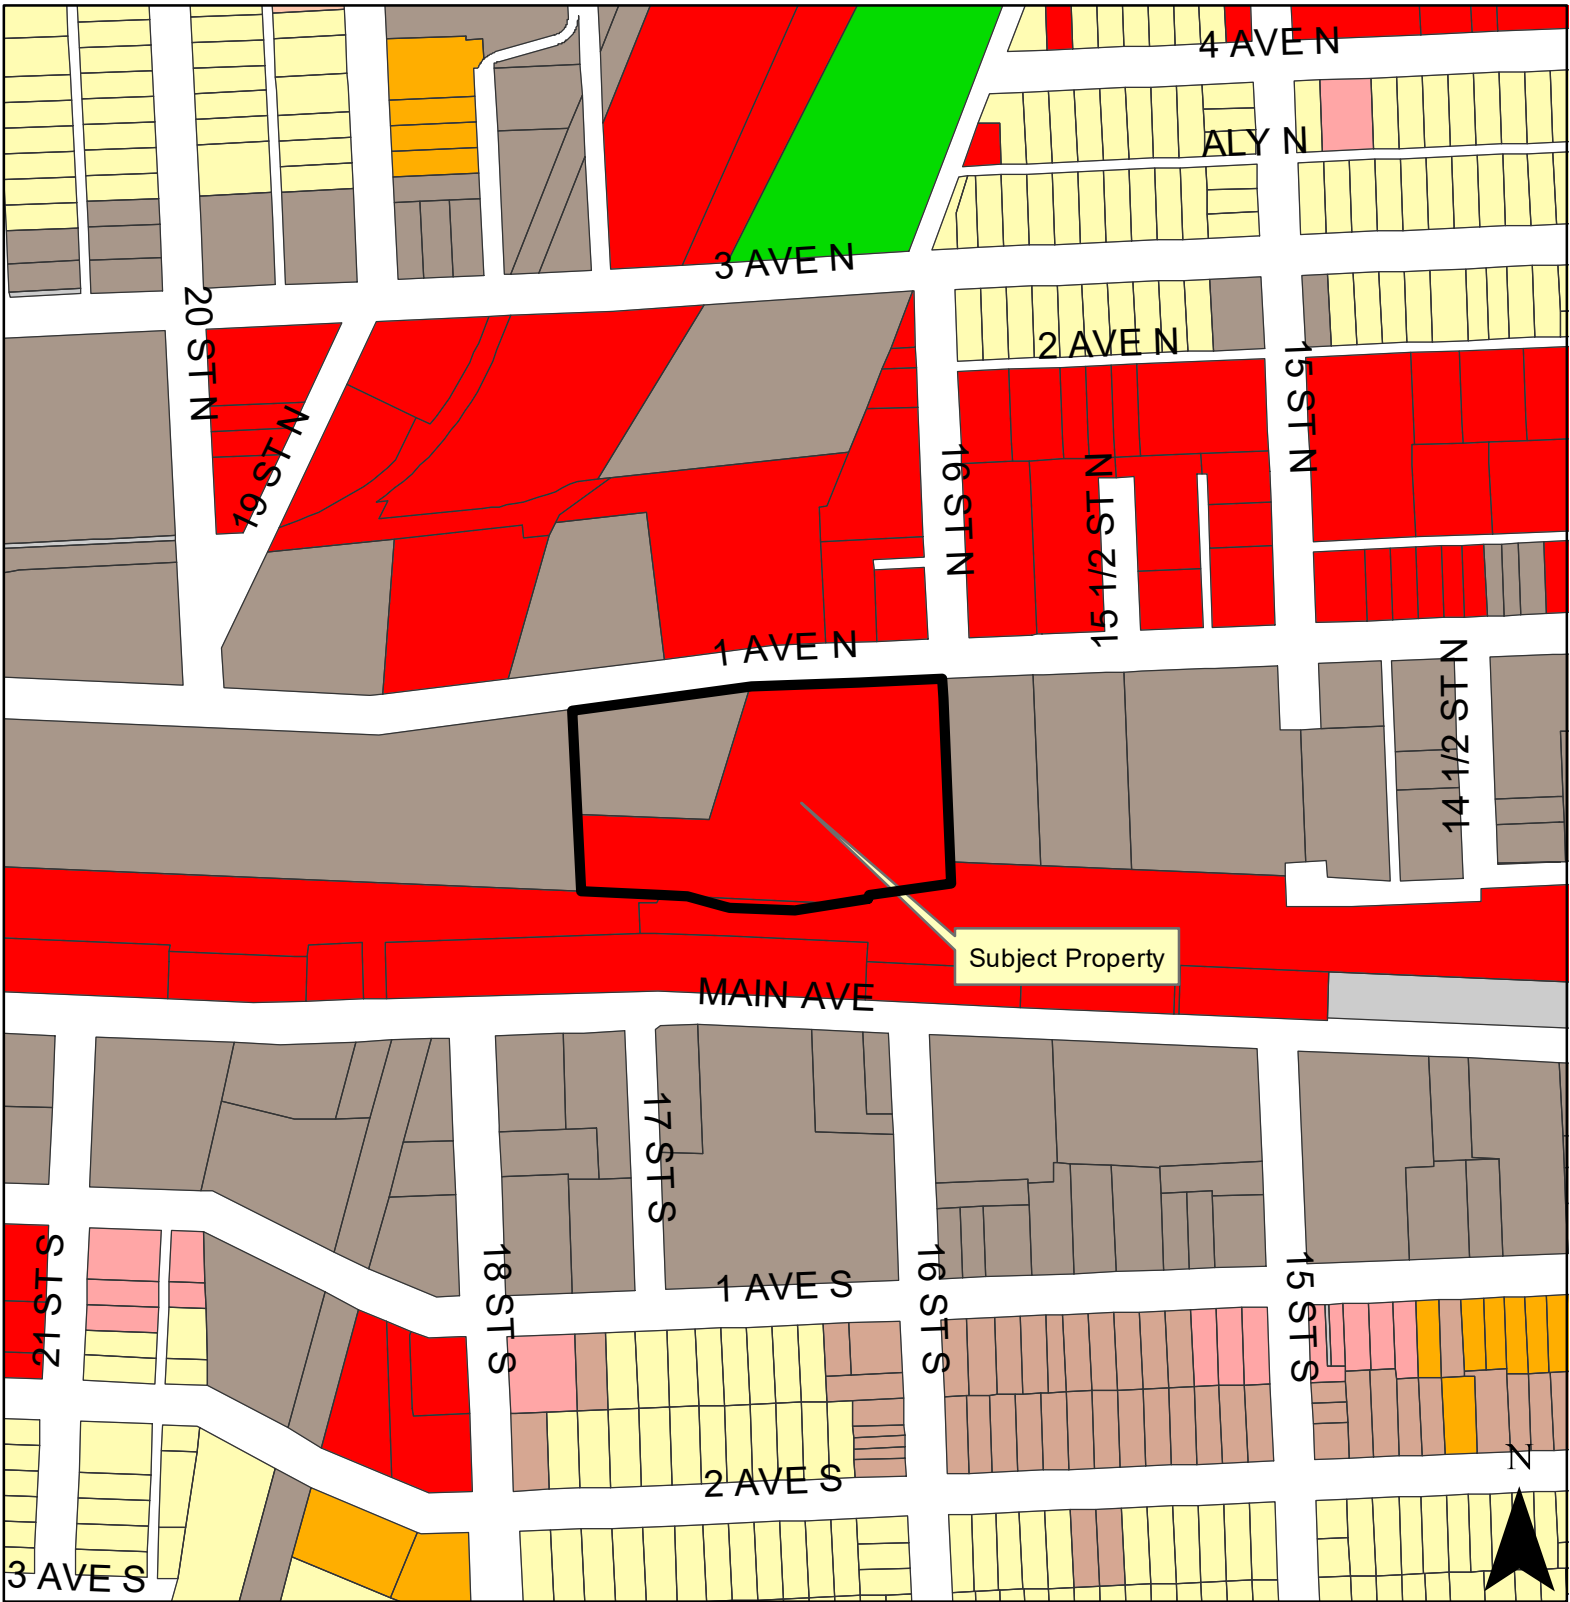 4 AVE N
ALY N
3 AVE N
20 ST N
19 ST N
2 AVE N
15 ST N
16 ST N
15 1/2 ST N
1 AVE N
14 1/2 ST N
Subject Property
MAIN AVE
17 ST S
21 ST S
18 ST S
1 AVE S
16 ST S
15 ST S
2 AVE S
N
3 AVE S